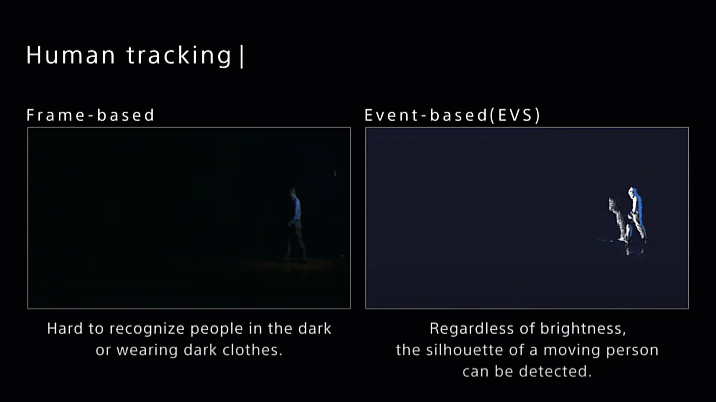 Human tracking|
Frame-based
Event-based(EVS)
Hard to recognize people in the dark
or wearing dark clothes.
Regardless of brightness,
the silhouette of a moving person
can be detected.